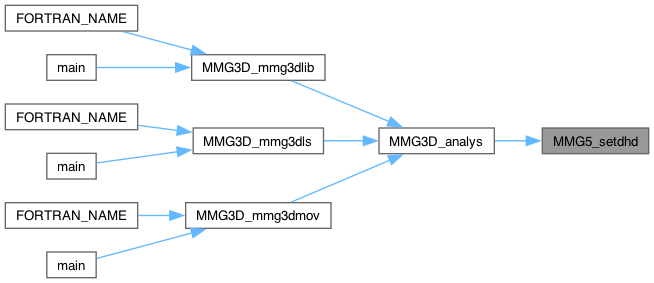 FORTRAN_NAME
main
MMG3D_mmg3dlib
FORTRAN_NAME
main
MMG3D_mmg3dls
MMG3D_analys
MMG5_setdhd
FORTRAN_NAME
main
MMG3D_mmg3dmov